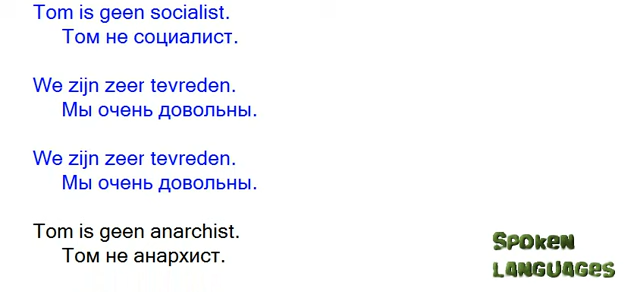 Tom is geen socialist.
Том не социалист.
We zijn zeer tevreden.
Мы очень довольны.
We zijn zeer tevreden.
Мы очень довольны.
Tom is geen anarchist.
Том не анархист.
Spoken
Languages